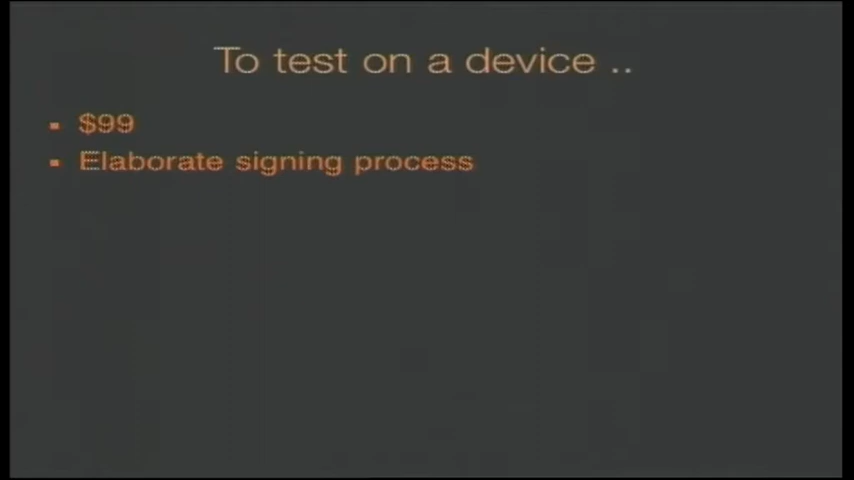 To test on a device ..
▪ $99
▪ Elaborate signing process